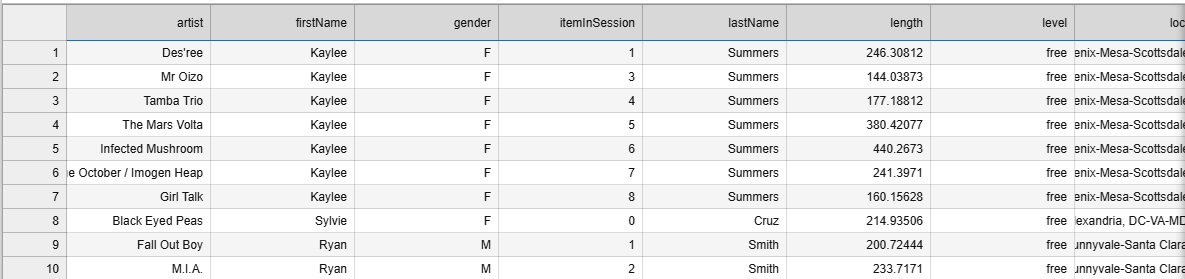 artist firstName gender itemInSession lastName length level loc
1 Des'ree Kaylee F 1 Summers 246.30812 free enix-Mesa-Scottsdale
2 Mr Oizo Kaylee F 3 Summers 144.03873 free enix-Mesa-Scottsdale
3 Tamba Trio Kaylee F 4 Summers 177.18812 free enix-Mesa-Scottsdale
4 The Mars Volta Kaylee F 5 Summers 380.42077 free enix-Mesa-Scottsdale
5 Infected Mushroom Kaylee F 6 Summers 440.2673 free enix-Mesa-Scottsdale
6 e October / Imogen Heap Kaylee F 7 Summers 241.3971 free enix-Mesa-Scottsdale
7 Girl Talk Kaylee F 8 Summers 160.15628 free enix-Mesa-Scottsdale
8 Black Eyed Peas Sylvie F 0 Cruz 214.93506 free lexandria, DC-VA-MD
9 Fall Out Boy Ryan M 1 Smith 200.72444 free unnyvale-Santa Clara
10 M.I.A. Ryan M 2 Smith 233.7171 free unnyvale-Santa Clara